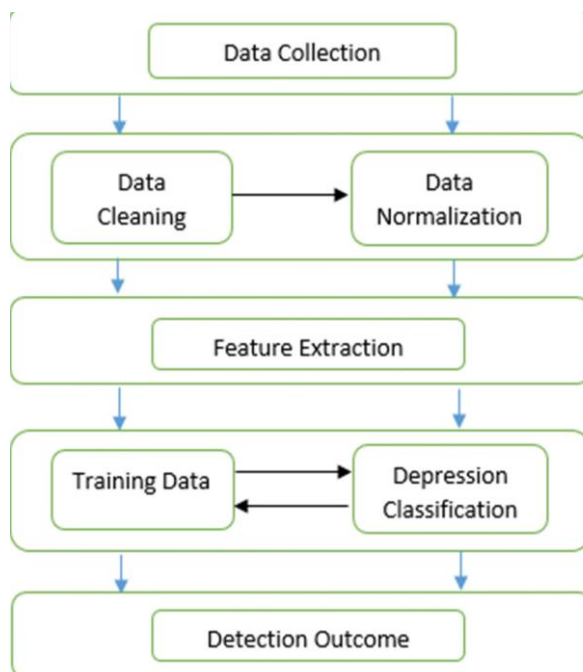 Data Collection
Data
Cleaning
Data
Normalization
Feature Extraction
Training Data
Depression
Classification
Detection Outcome